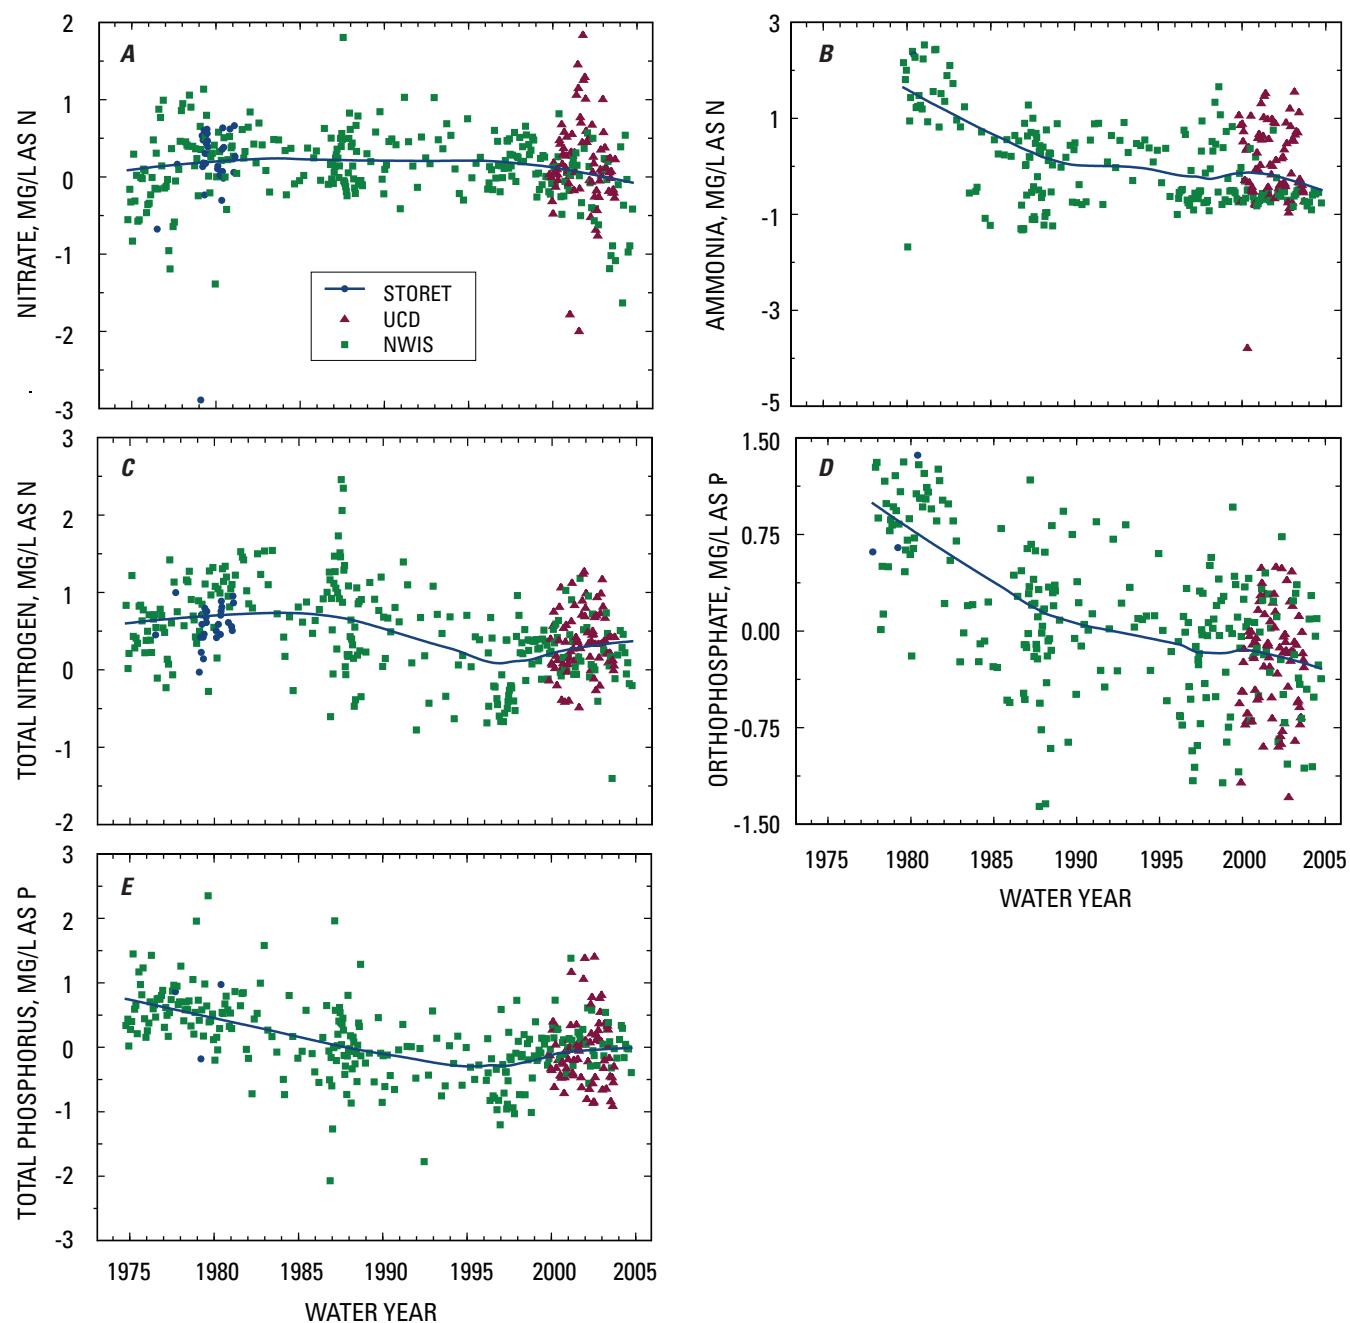 A
NITRATE, MG/L AS N
2
1
0
-1
-2
-3
STORET
UCD
NWIS
B
AMMONIA, MG/L AS N
3
1
-1
-3
-5
C
TOTAL NITROGEN, MG/L AS N
3
2
1
0
-1
-2
D
ORTHOPHOSPHATE, MG/L AS P
1.50
0.75
0.00
-0.75
-1.50
1975 1980 1985 1990 1995 2000 2005
WATER YEAR
E
TOTAL PHOSPHORUS, MG/L AS P
3
2
1
0
-1
-2
-3
1975 1980 1985 1990 1995 2000 2005
WATER YEAR